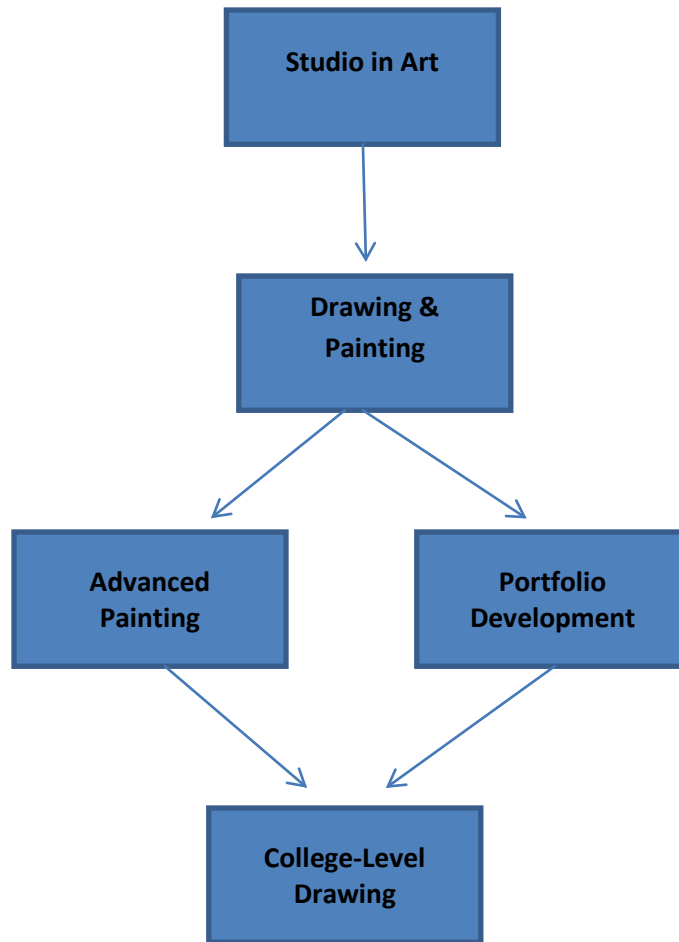 Studio in Art
Drawing &
Painting
Advanced
Painting
Portfolio
Development
College-Level
Drawing